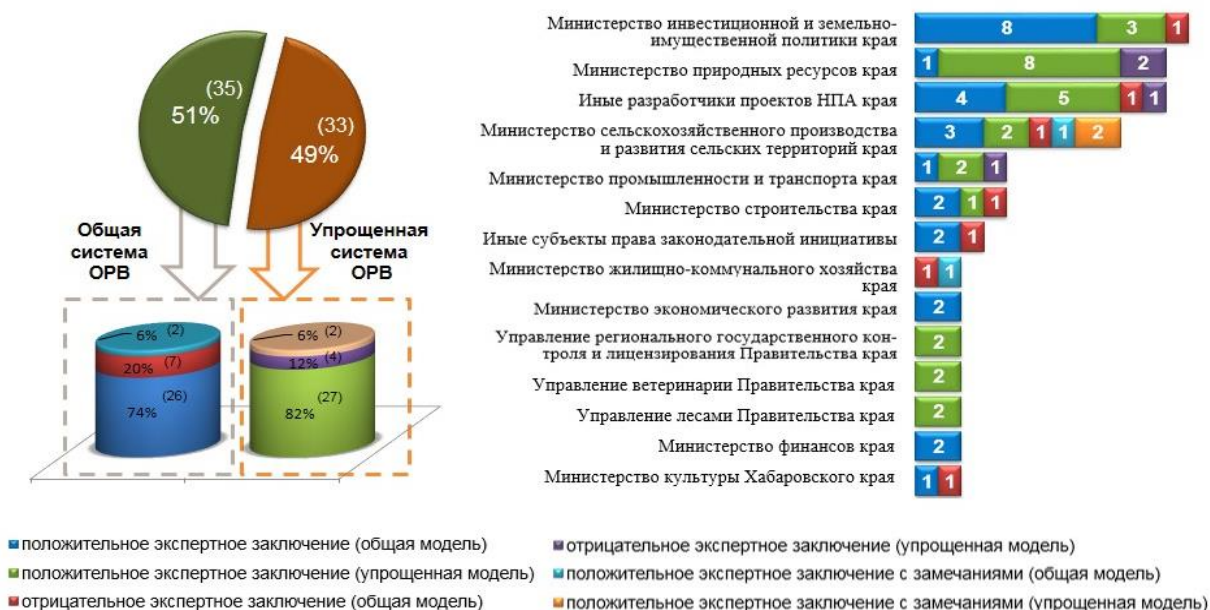 (35)
51%
(33)
49%
Общая
система
ОРВ
Упрощенная
система
ОРВ
6% (2)
20% (7)
74% (26)
6% (2)
12% (4)
82% (27)
Министерство инвестиционной и земельно-
имущественной политики края
8 3 1
Министерство природных ресурсов края
1 8 2
Иные разработчики проектов НПА края
4 5 1 1
Министерство сельскохозяйственного производства
и развития сельских территорий края
3 2 1 1 2
Министерство промышленности и транспорта края
1 2 1
Министерство строительства края
2 1 1
Иные субъекты права законодательной инициативы
2 1
Министерство жилищно-коммунального хозяйства
края
1 1
Министерство экономического развития края
2
Управление регионального государственного кон-
троля и лицензирования Правительства края
2
Управление ветеринарии Правительства края
2
Управление лесами Правительства края
2
Министерство финансов края
2
Министерство культуры Хабаровского края
1 1
положительное экспертное заключение (общая модель)
положительное экспертное заключение (упрощенная модель)
отрицательное экспертное заключение (общая модель)
отрицательное экспертное заключение (упрощенная модель)
положительное экспертное заключение с замечаниями (общая модель)
положительное экспертное заключение с замечаниями (упрощенная модель)